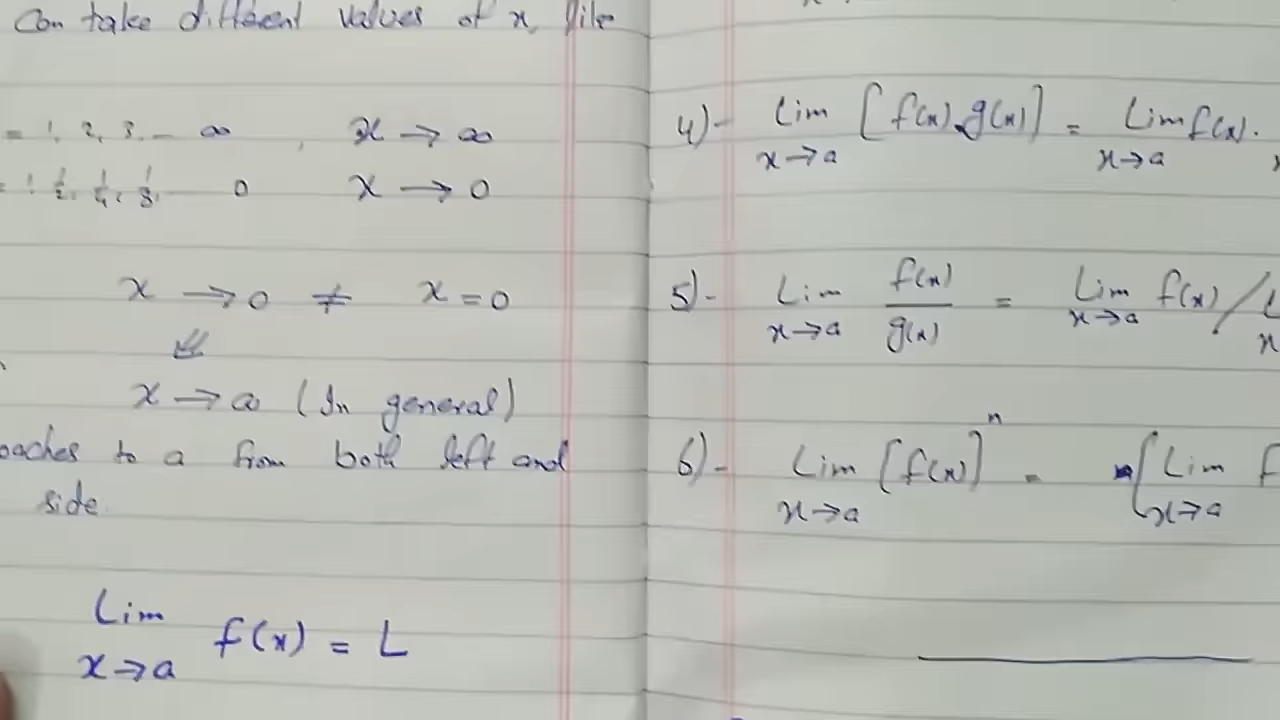 can take different values of x, like
= 1, 2, 3, — ∞ , x → ∞
= 1 1/2, 1/4, 1/8, — 0 x → 0
x → 0 ≠ x = 0
⇙
x → ∞ (In general)
oaches to a from both left and
side.
Lim x→a f(x) = L
4)- Lim x→a [f(x).g(x)] = Lim x→a f(x). x
5)- Lim x→a f(x)/g(x) = Lim x→a f(x) / L x
6)- Lim x→a [f(x)]^n = [Lim x→a f